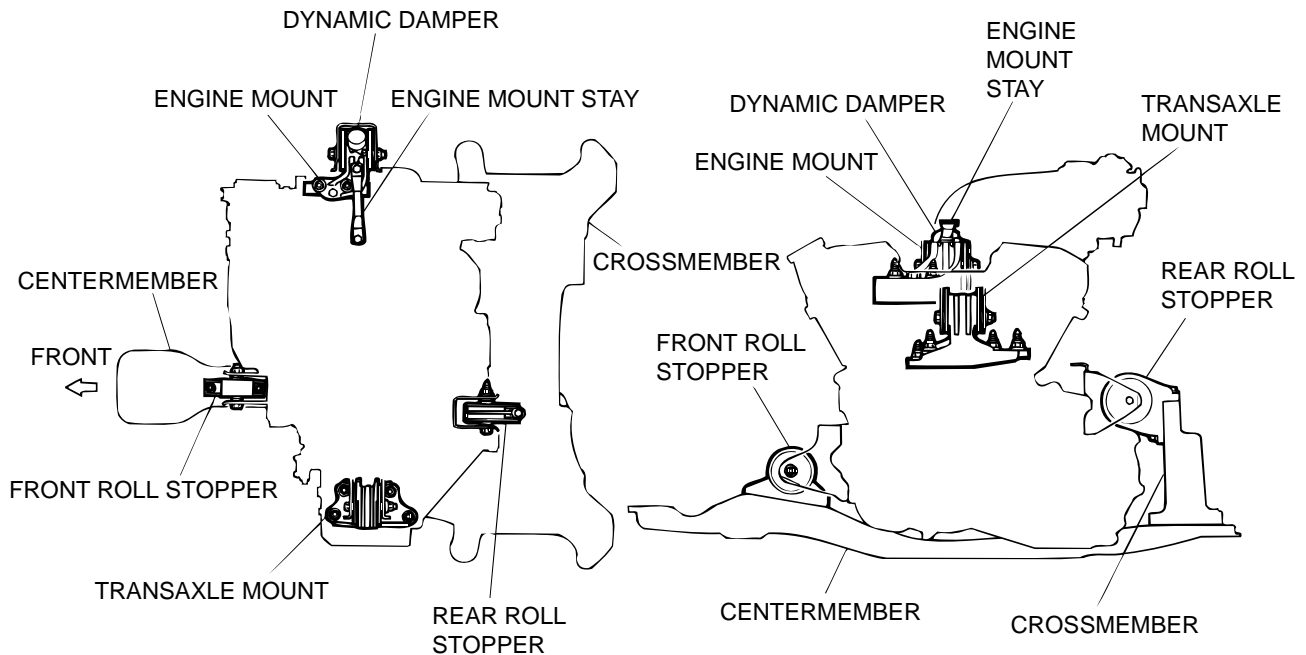 DYNAMIC DAMPER
ENGINE MOUNT
ENGINE MOUNT STAY
CENTERMEMBER
CROSSMEMBER
FRONT
FRONT ROLL STOPPER
TRANSAXLE MOUNT
REAR ROLL
STOPPER
ENGINE
MOUNT
STAY
DYNAMIC DAMPER
TRANSAXLE
MOUNT
ENGINE MOUNT
REAR ROLL
STOPPER
FRONT ROLL
STOPPER
CENTERMEMBER
CROSSMEMBER